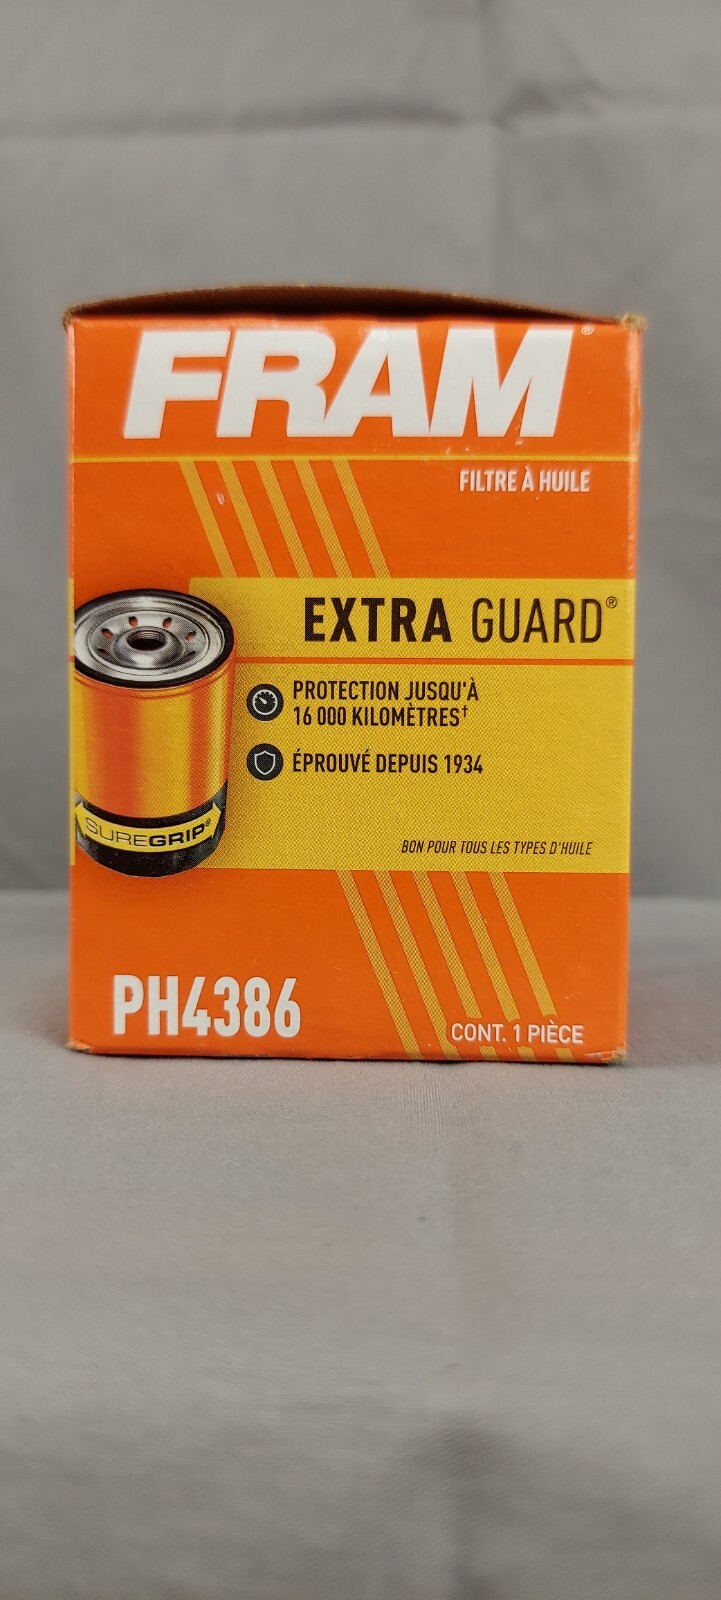 FRAM®
FILTRE À HUILE
EXTRA GUARD®
PROTECTION JUSQU'À
16 000 KILOMÈTRES†
ÉPROUVÉ DEPUIS 1934
SUREGRIP®
BON POUR TOUS LES TYPES D'HUILE
PH4386
CONT. 1 PIÈCE